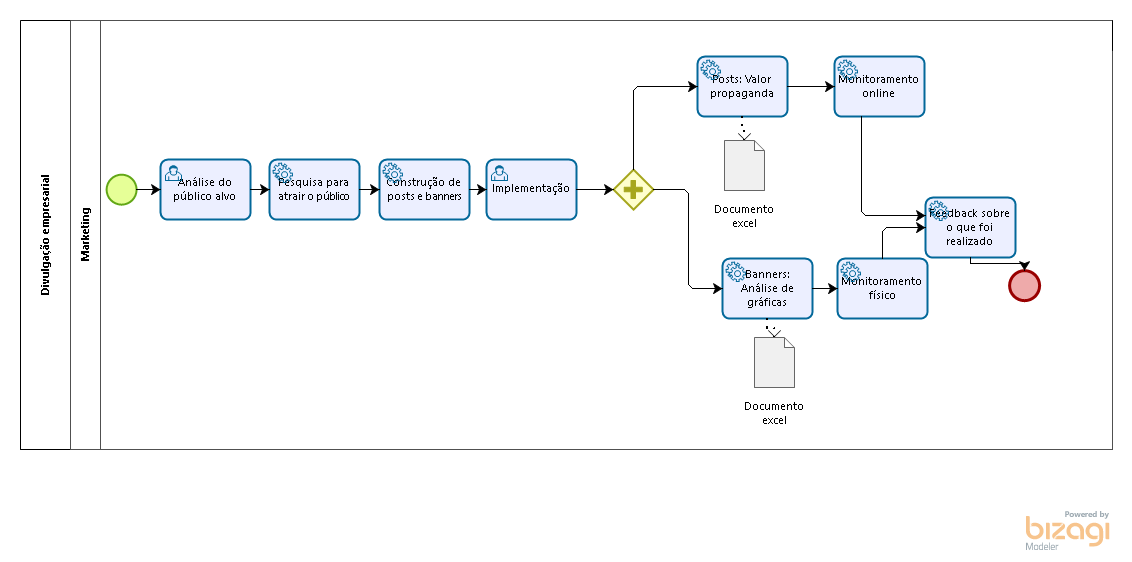 Divulgação empresarial
Marketing
Análise do
público alvo
Pesquisa para
atrair o público
Construção de
posts e banners
Implementação
Posts: Valor
propaganda
Monitoramento
online
Documento
excel
Feedback sobre
o que foi
realizado
Banners:
Análise de
gráficas
Monitoramento
físico
Documento
excel
Powered by
bizagi
Modeler